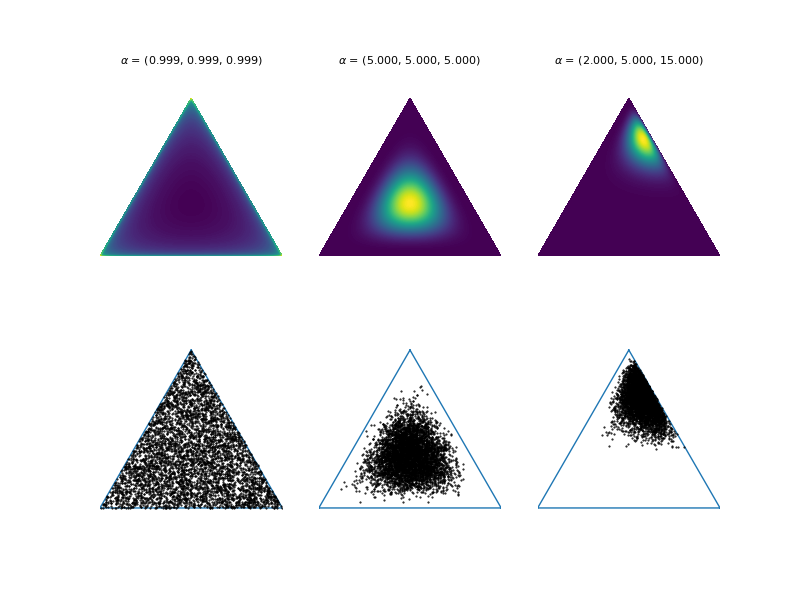 α = (0.999, 0.999, 0.999)
α = (5.000, 5.000, 5.000)
α = (2.000, 5.000, 15.000)